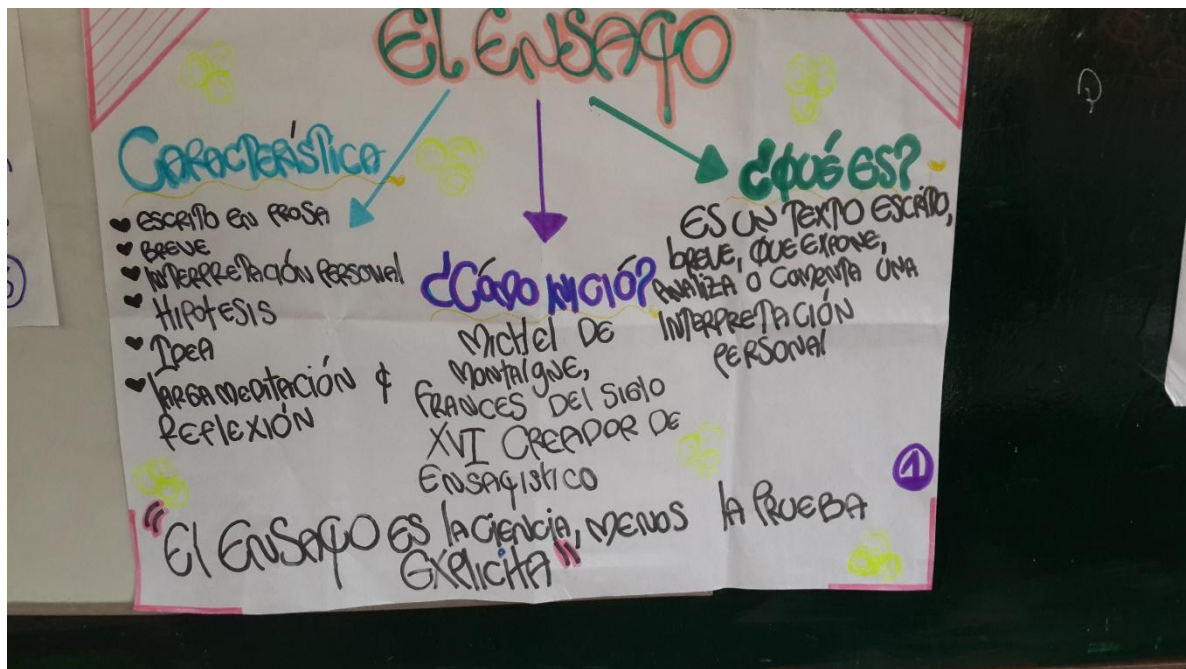 El ENSAYO
CARACTERÍSTICA
ESCRITO EN PROSA
BREVE
INTERPRETACIÓN PERSONAL
HIPOTESIS
IDEA
lARGA MEDITACIÓN Y
REFLEXIÓN
¿CÓMO INICIÓ?
MICHEl DE
MONTAIGNE,
FRANCES DEl SIGlO
XVI CREADOR DE
ENSAYISTICO
¿QUÉ ES?
ES UN TEXTO ESCRITO,
bREVE, QUE EXPONE,
ANAlIZA O COMENTA UNA
INTERPRETACIÓN
PERSONAl
1
"El ENSAYO ES lA CIENCIA, MENOS lA PRUEBA
EXPlICITA"